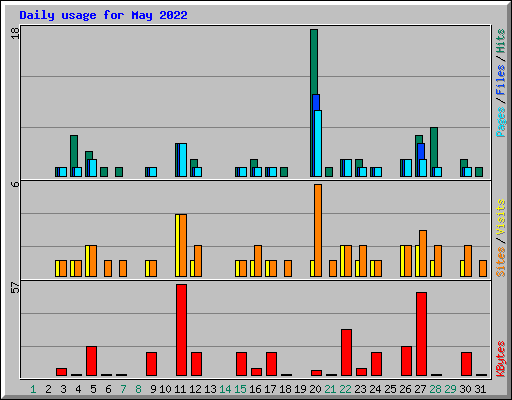 Daily usage for May 2022
18
Pages / Files / Hits
6
Sites / Visits
57
KBytes
1 2 3 4 5 6 7 8 9 10 11 12 13 14 15 16 17 18 19 20 21 22 23 24 25 26 27 28 29 30 31